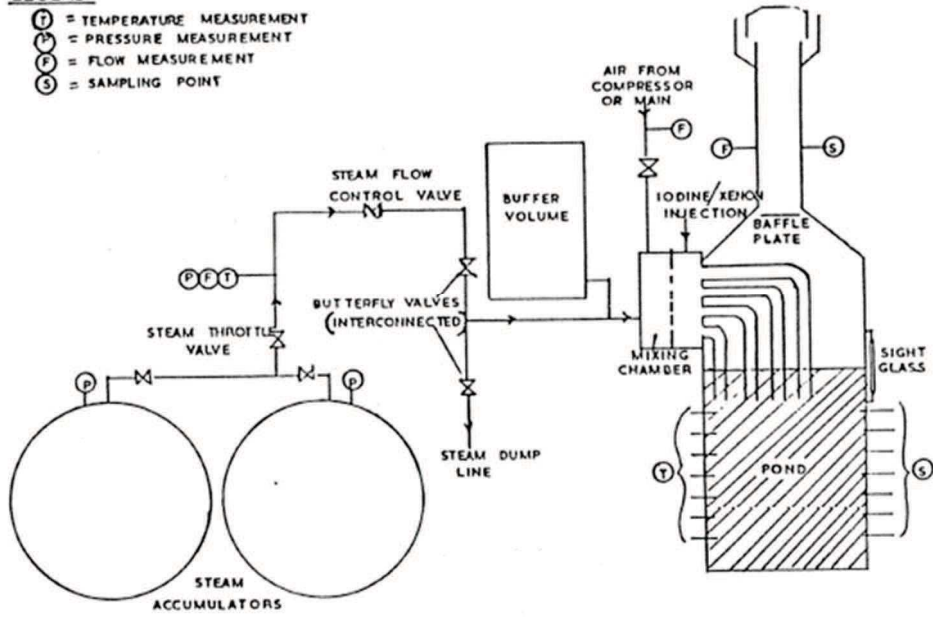 T = TEMPERATURE MEASUREMENT
P = PRESSURE MEASUREMENT
F = FLOW MEASUREMENT
S = SAMPLING POINT
AIR FROM
COMPRESSOR
OR MAIN
F
F
S
STEAM FLOW
CONTROL VALVE
BUFFER
VOLUME
IODINE/XENON
INJECTION
BAFFLE
PLATE
P F T
BUTTERFLY VALVES
(INTERCONNECTED)
STEAM THROTTLE
VALVE
MIXING
CHAMBER
SIGHT
GLASS
P
P
STEAM DUMP
LINE
T
POND
S
STEAM
ACCUMULATORS